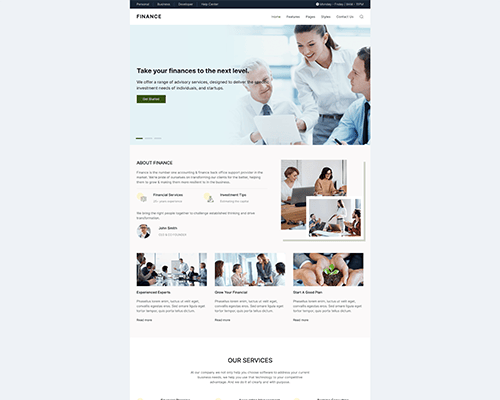 Personal Business Developer Help Center Monday - Friday
FINANCE Home Features Pages Styles Contact Us
Take your finances to the next level.
We offer a range of advisory services, designed to deliver the specific
investment needs of individuals, and startups.
Get Started
ABOUT FINANCE
Finance is the number one accounting & finance back office support provider in the
market. We're and of ourselves on transforming our clients for the better, helping
them to grow & making them more resilient to in the business.
Financial Services Investment Tips
We bring the right people together to challenge established thinking and drive
transformation.
John Smith
CEO & CO FOUNDER
Experienced Experts Grow Your Financial Start A Good Plan
Phasellus lorem enim, luctus ut velit eget, Phasellus lorem enim, luctus ut velit eget, Phasellus lorem enim, luctus ut velit eget,
convallis egestas eros. Sed ornare ligula eget convallis egestas eros. Sed ornare ligula eget convallis egestas eros. Sed ornare ligula eget
tortor tempor, quis porta tellus dictum. tortor tempor, quis porta tellus dictum. tortor tempor, quis porta tellus dictum.
Read more Read more Read more
OUR SERVICES
At our company we not only help you choose software to address your current
business needs, we help you use that technology to your competitive
advantage. And we do it all clearly and with purpose.